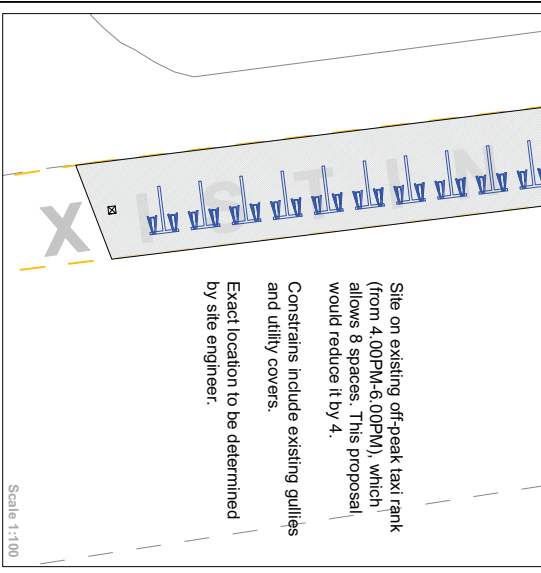 X I S T I N
Site on existing off-peak taxi rank
(from 4.00PM-6.00PM), which
allows 8 spaces. This proposal
would reduce it by 4.
Constrains include existing gullies
and utility covers.
Exact location to be determined
by site engineer.
Scale 1:100